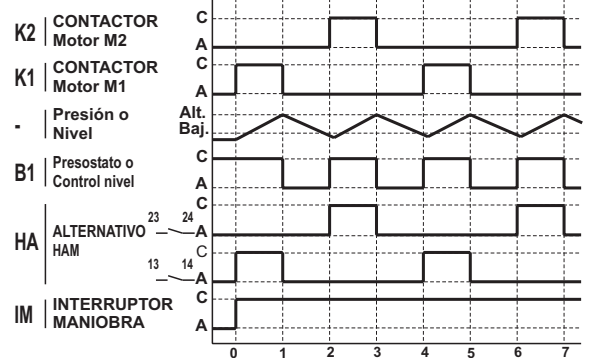 K2 CONTACTOR Motor M2 C A
K1 CONTACTOR Motor M1 C A
- Presión o Nivel Alt. Baj.
B1 Presostato o Control nivel C A
HA ALTERNATIVO HAM 23 24 C A
13 14 C A
IM INTERRUPTOR MANIOBRA C A
0 1 2 3 4 5 6 7